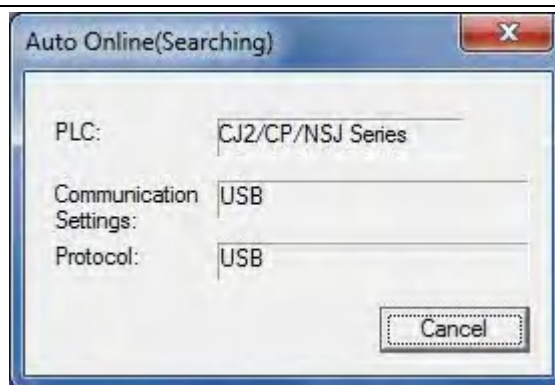 Auto Online(Searching)
PLC: CJ2/CP/NSJ Series
Communication Settings: USB
Protocol: USB
Cancel